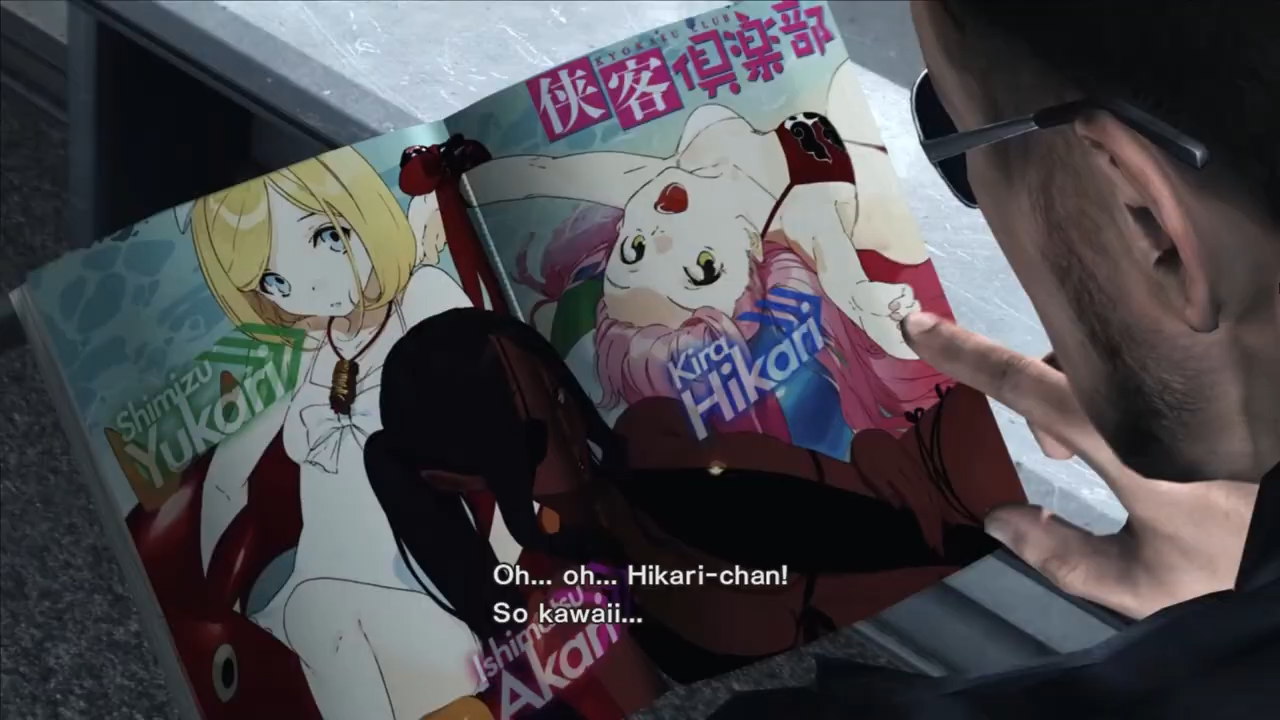 KYOKAKU CLUB
侠客倶楽部
Shimizu
Yukari
Kira
Hikari
Oh... oh... Hikari-chan!
So kawaii...
Ishimatsu
Akari